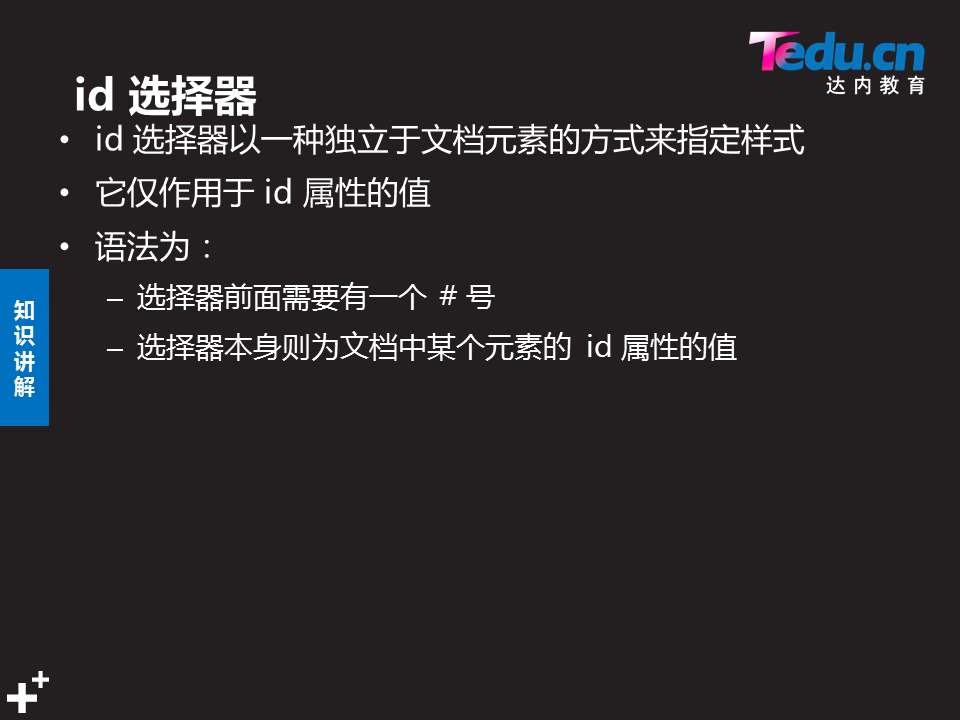 Tedu.cn
达内教育
id 选择器
• id 选择器以一种独立于文档元素的方式来指定样式
• 它仅作用于 id 属性的值
• 语法为：
– 选择器前面需要有一个 # 号
– 选择器本身则为文档中某个元素的 id 属性的值
知识讲解